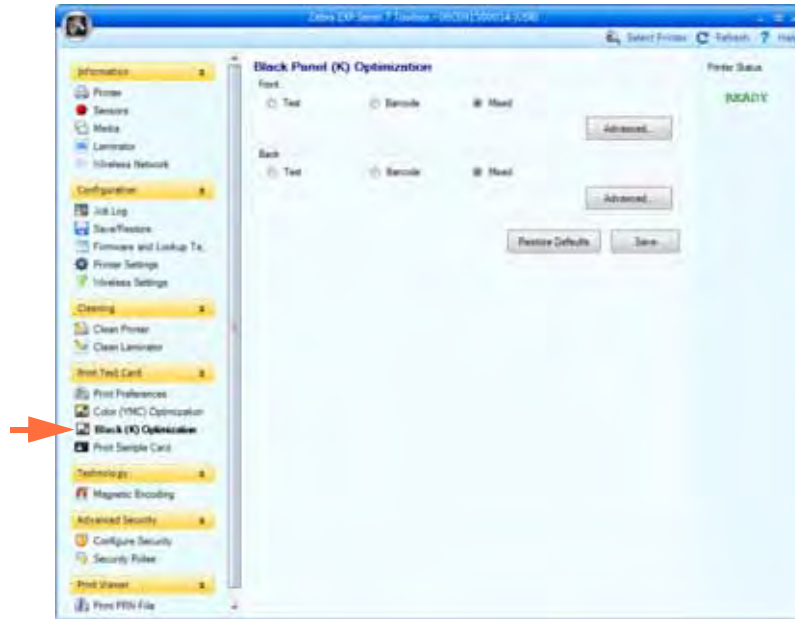 Zebra ZXP Series 7 Toolbox -
Select Printer Refresh ? Help
Information
Printer
Sensors
Media
Laminator
Wireless Network
Configuration
Job Log
Save/Restore
Firmware and Lookup Ta..
Printer Settings
Wireless Settings
Cleaning
Clean Printer
Clean Laminator
Print Test Card
Print Preferences
Color (YMC) Optimization
Black (K) Optimization
Print Sample Card
Technology
Magnetic Encoding
Advanced Security
Configure Security
Security Roles
Print Viewer
Print PRN File
Black Panel (K) Optimization
Front
Text Barcode Mixed
Advanced...
Back
Text Barcode Mixed
Advanced...
Restore Defaults Save
Printer Status
READY